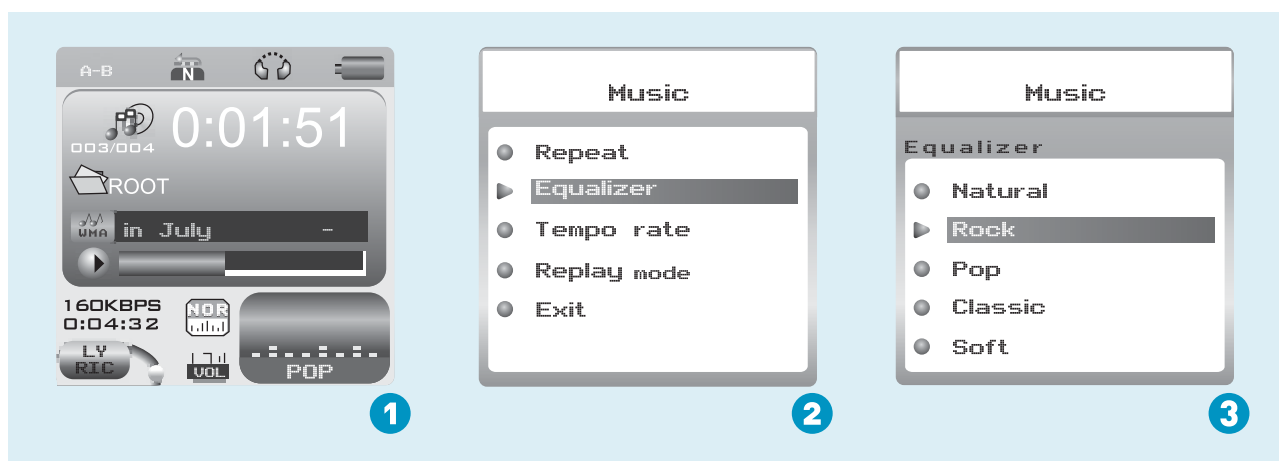 A-B
N
0:01:51
003/004
ROOT
WMA in July -
160KBPS
0:04:32
NOR
LY
RIC
VOL
POP
1
Music
Repeat
Equalizer
Tempo rate
Replay mode
Exit
2
Music
Equalizer
Natural
Rock
Pop
Classic
Soft
3